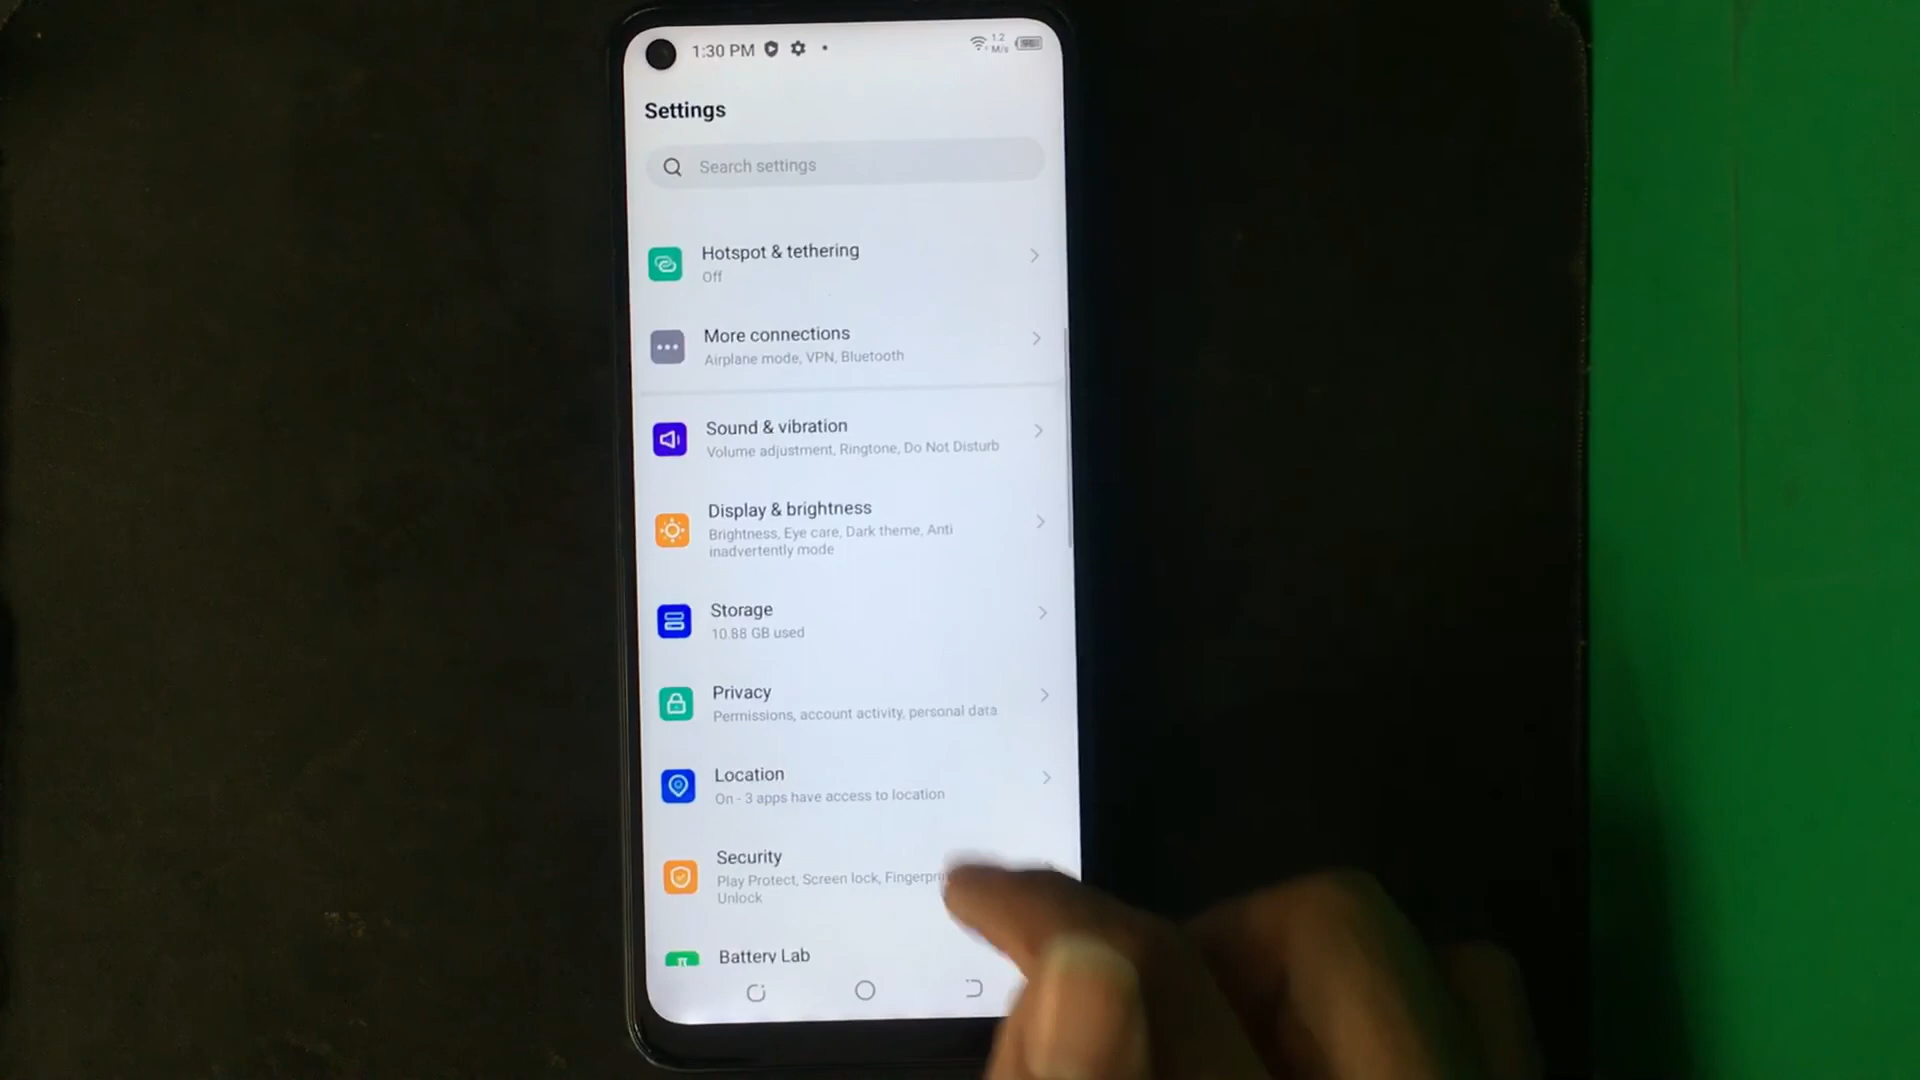 1:30 PM
1.2
M/s
Settings
Search settings
Hotspot & tethering
Off
More connections
Airplane mode, VPN, Bluetooth
Sound & vibration
Volume adjustment, Ringtone, Do Not Disturb
Display & brightness
Brightness, Eye care, Dark theme, Anti
inadvertently mode
Storage
10.88 GB used
Privacy
Permissions, account activity, personal data
Location
On - 3 apps have access to location
Security
Play Protect, Screen lock,
Unlock
Battery Lab